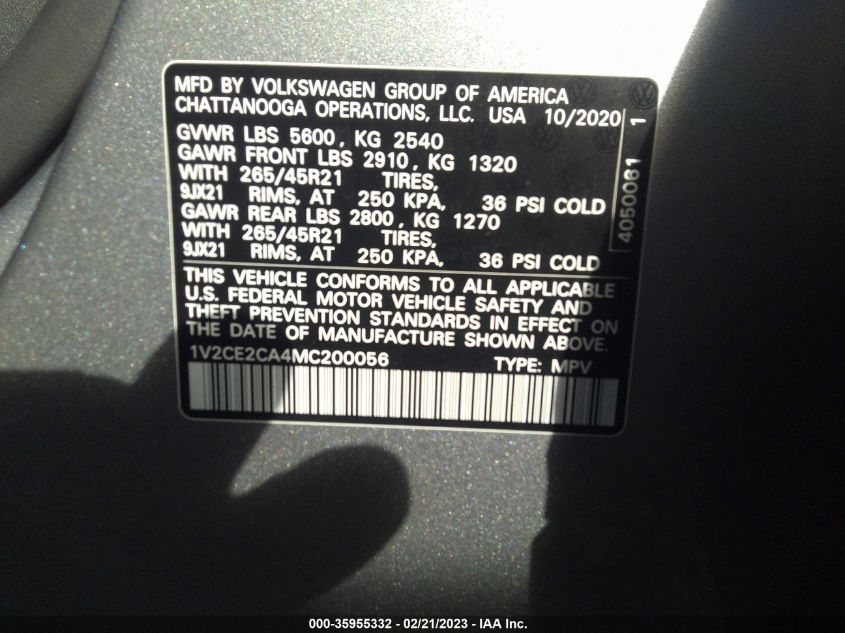 MFD BY VOLKSWAGEN GROUP OF AMERICA
CHATTANOOGA OPERATIONS, LLC. USA 10/2020
GVWR LBS 5600, KG 2540
GAWR FRONT LBS 2910, KG 1320
WITH 265/45R21 TIRES,
9JX21 RIMS, AT 250 KPA, 36 PSI COLD
GAWR REAR LBS 2800, KG 1270
WITH 265/45R21 TIRES,
9JX21 RIMS, AT 250 KPA, 36 PSI COLD
4050061 1
THIS VEHICLE CONFORMS TO ALL APPLICABLE
U.S. FEDERAL MOTOR VEHICLE SAFETY AND
THEFT PREVENTION STANDARDS IN EFFECT ON
THE DATE OF MANUFACTURE SHOWN ABOVE.
1V2CE2CA4MC200056 TYPE: MPV
000-35955332 - 02/21/2023 - IAA Inc.